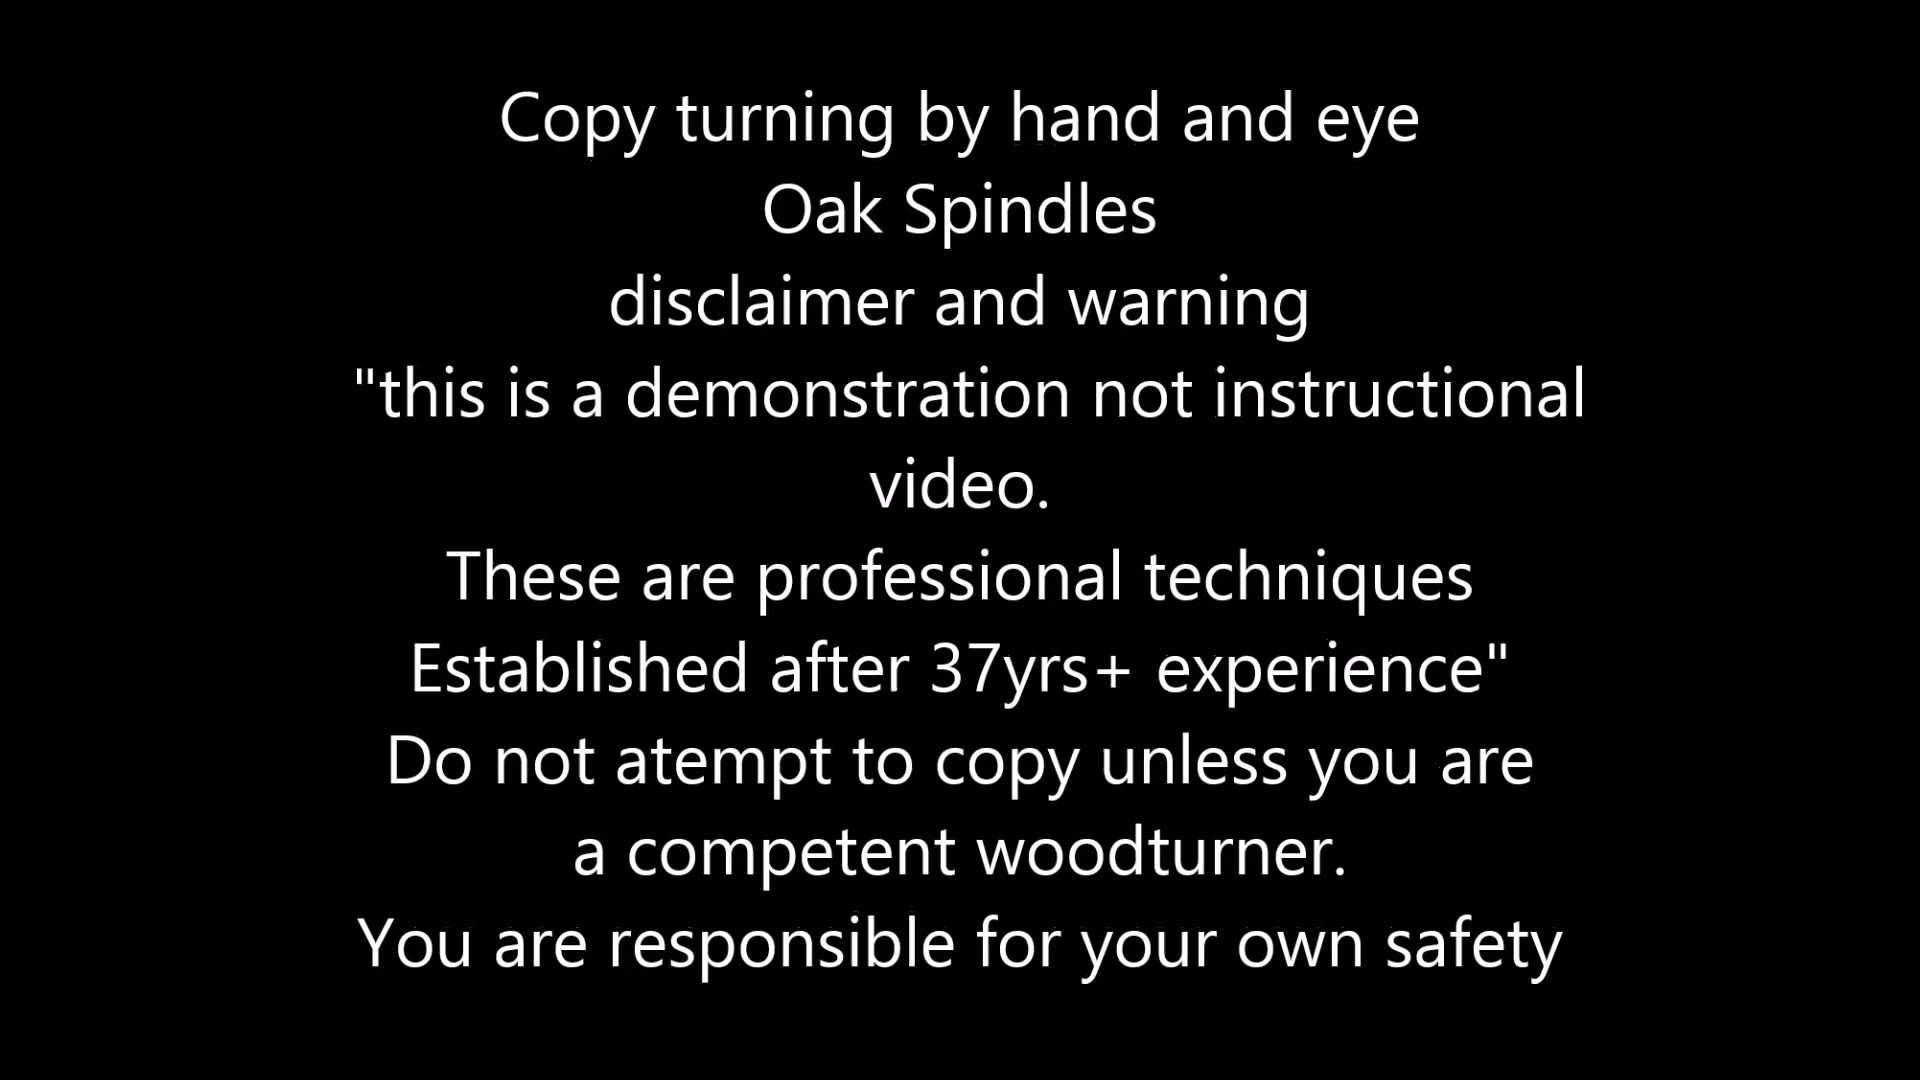 Copy turning by hand and eye
Oak Spindles
disclaimer and warning
"this is a demonstration not instructional
video.
These are professional techniques
Established after 37yrs+ experience"
Do not atempt to copy unless you are
a competent woodturner.
You are responsible for your own safety